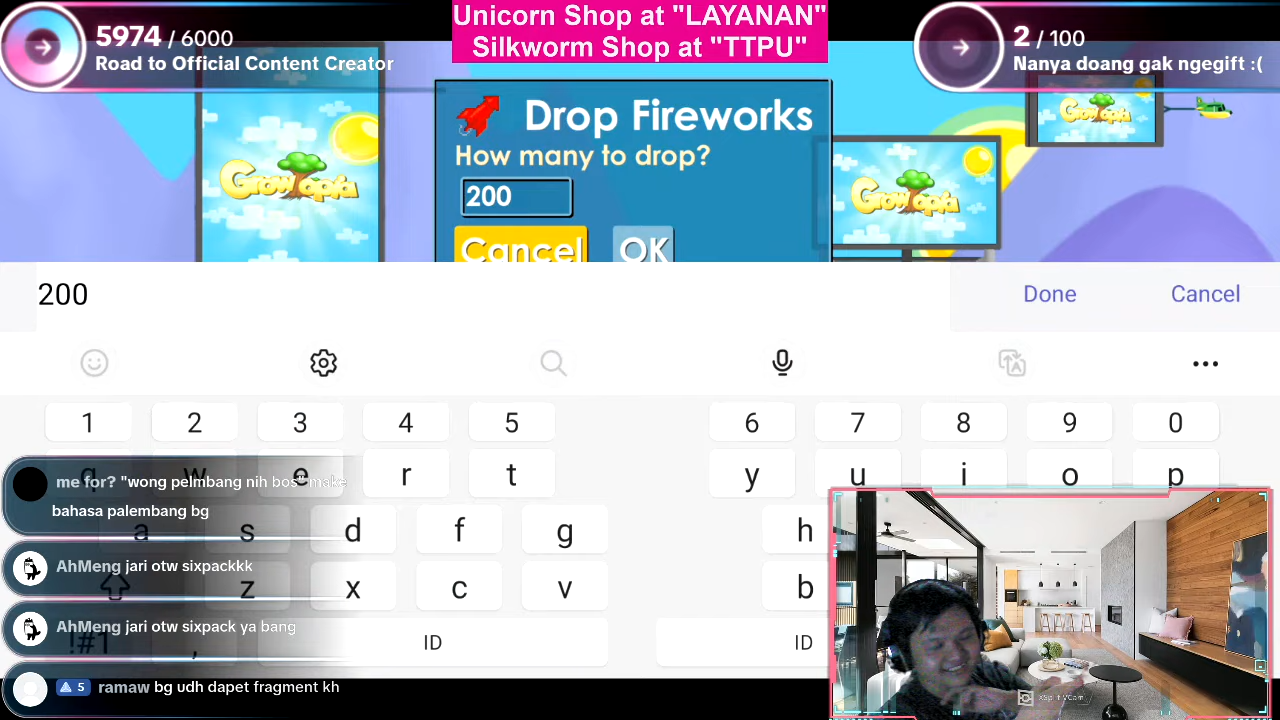 5974 / 6000
Road to Official Content Creator
Unicorn Shop at "LAYANAN"
Silkworm Shop at "TTPU"
2 / 100
Nanya doang gak ngegift :(
Growtopia
Growtopia
Growtopia
Drop Fireworks
How many to drop?
200
Cancel OK
200
Done Cancel
1 2 3 4 5 6 7 8 9 0
q w e r t y u i o p
a s d f g h
z x c v b
!#1 , ID ID
me for? "wong pelmbang nih bos" make
bahasa palembang bg
AhMeng jari otw sixpackkk
AhMeng jari otw sixpack ya bang
5 ramaw bg udh dapet fragment kh
XSplit VCam